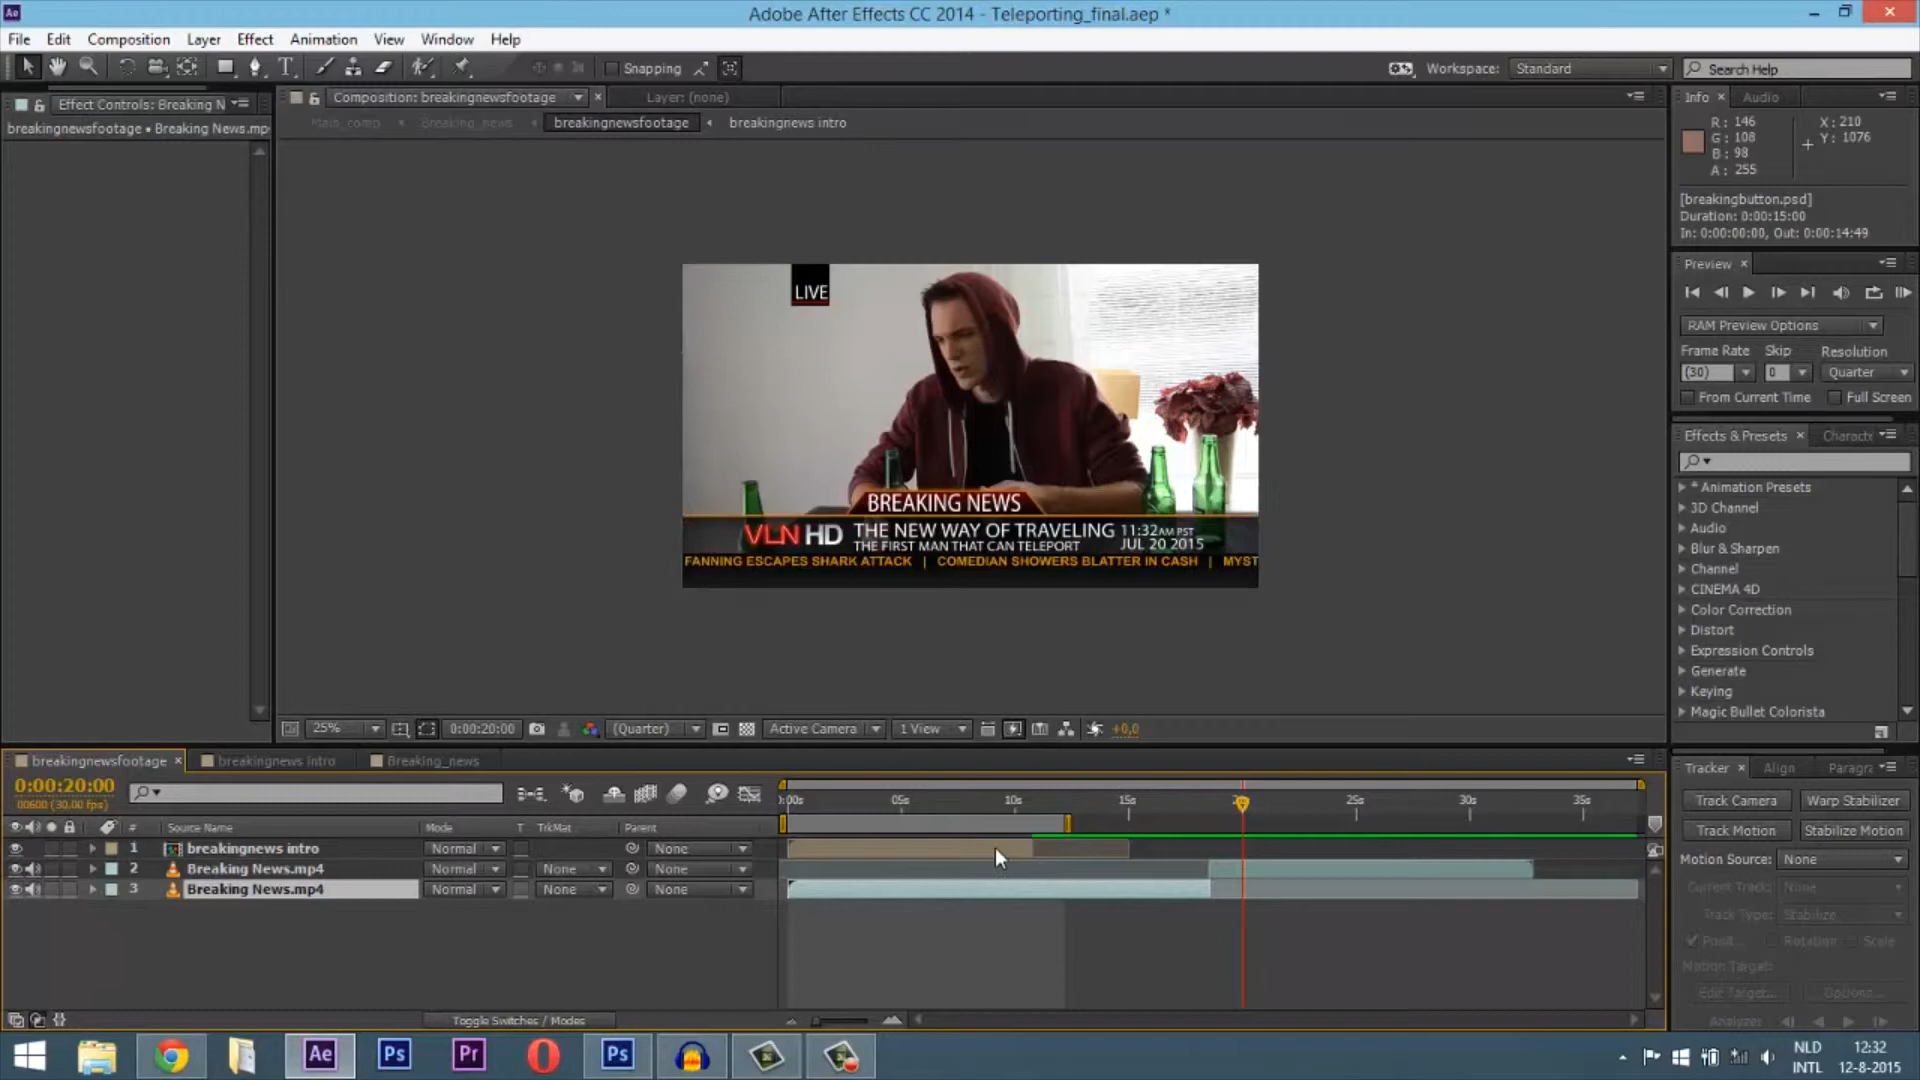 Ae
Adobe After Effects CC 2014 - Teleporting_final.aep *
File Edit Composition Layer Effect Animation View Window Help
Snapping
Workspace: Standard
Search Help
Effect Controls: Breaking N
breakingnewsfootage • Breaking News.mp
Composition: breakingnewsfootage
Layer: (none)
Main_comp Breaking_news breakingnewsfootage breakingnews intro
Info Audio
R: 146
G: 108
B: 98
A: 255
X: 210
Y: 1076
[breakingbutton.psd]
Duration: 0:00:15:00
In: 0:00:00:00, Out: 0:00:14:49
Preview
RAM Preview Options
Frame Rate Skip Resolution
(30) 0 Quarter
From Current Time Full Screen
Effects & Presets Characte
* Animation Presets
3D Channel
Audio
Blur & Sharpen
Channel
CINEMA 4D
Color Correction
Distort
Expression Controls
Generate
Keying
Magic Bullet Colorista
LIVE
BREAKING NEWS
VLN HD
THE NEW WAY OF TRAVELING
THE FIRST MAN THAT CAN TELEPORT
11:32AM PST
JUL 20 2015
FANNING ESCAPES SHARK ATTACK | COMEDIAN SHOWERS BLATTER IN CASH | MYST
25% 0:00:20:00 (Quarter) Active Camera 1 View +0,0
breakingnewsfootage breakingnews intro Breaking_news
0:00:20:00
00600 (30.00 fps)
# Source Name Mode T TrkMat Parent
1 breakingnews intro Normal None
2 Breaking News.mp4 Normal None None
3 Breaking News.mp4 Normal None None
Toggle Switches / Modes
):00s 05s 10s 15s 25s 30s 35s
Tracker Align Paragra
Track Camera Warp Stabilizer
Track Motion Stabilize Motion
Motion Source: None
Current Track: None
Track Type: Stabilize
Posit... Rotation Scale
Motion Target:
Edit Target... Options...
Analyze:
Ae Ps Pr Ps
NLD
INTL
12:32
12-8-2015